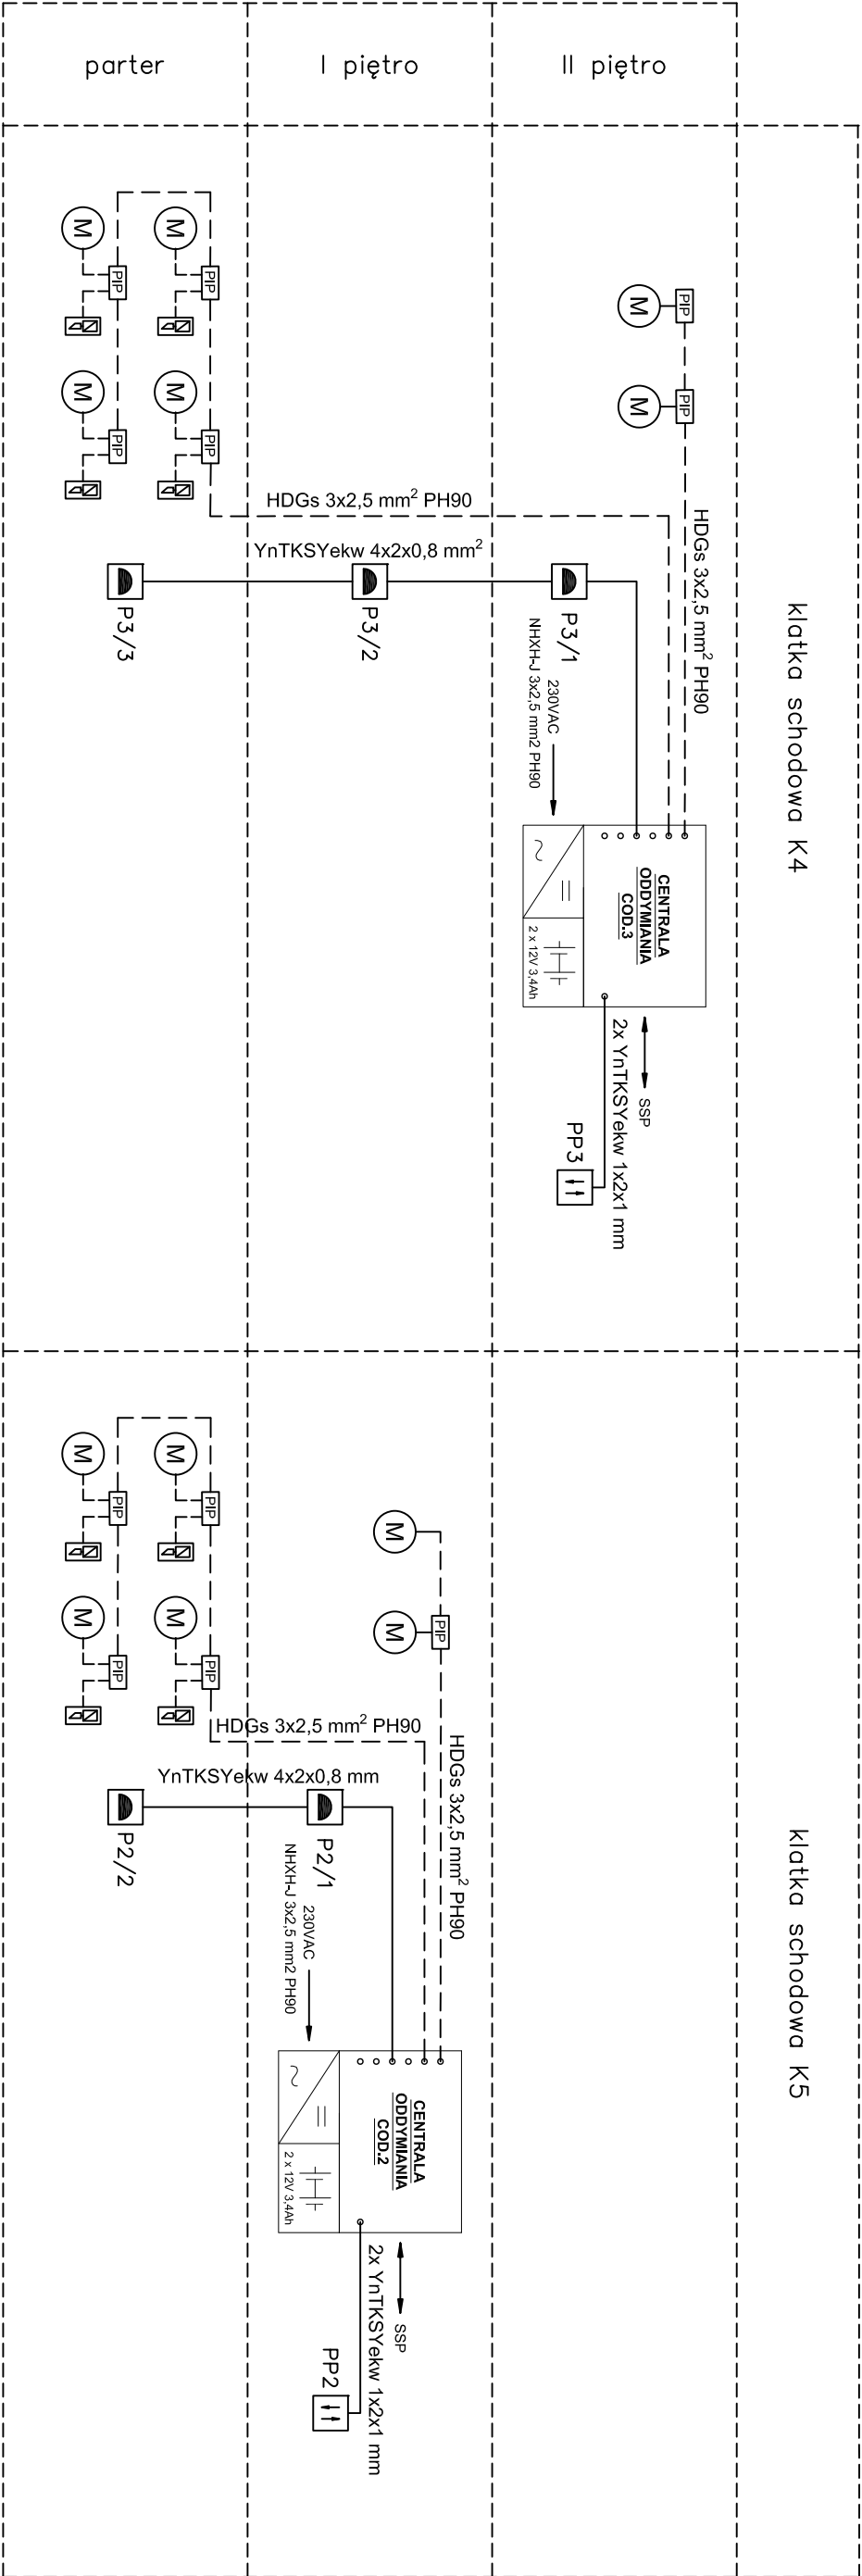 parter
I piętro
II piętro
klatka schodowa K4
PIP
M
PIP
M
HDGs 3x2,5 mm² PH90
M
PIP
M
PIP
M
PIP
M
PIP
HDGs 3x2,5 mm² PH90
YnTKSYekw 4x2x0,8 mm²
P3/1
P3/2
P3/3
230VAC
NHXH-J 3x2,5 mm2 PH90
CENTRALA
ODDYMIANIA
COD.3
2 x 12V 3,4Ah
SSP
2x YnTKSYekw 1x2x1 mm
PP3
klatka schodowa K5
M
PIP
M
HDGs 3x2,5 mm² PH90
M
PIP
M
PIP
M
PIP
M
PIP
HDGs 3x2,5 mm² PH90
YnTKSYekw 4x2x0,8 mm
P2/1
P2/2
230VAC
NHXH-J 3x2,5 mm2 PH90
CENTRALA
ODDYMIANIA
COD.2
2 x 12V 3,4Ah
SSP
2x YnTKSYekw 1x2x1 mm
PP2